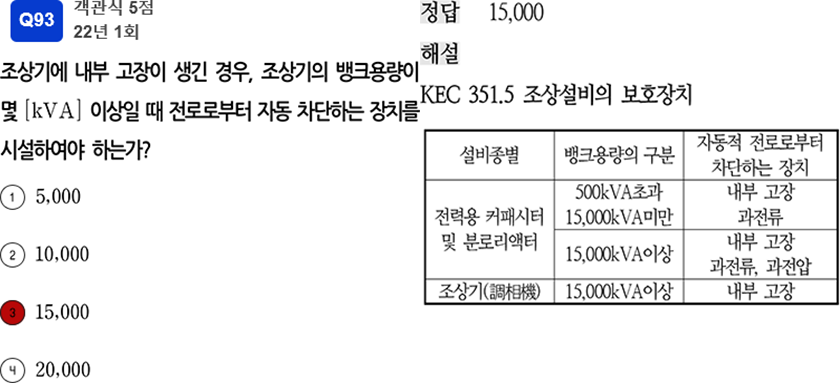 Q93
객관식 5점
22년 1회
조상기에 내부 고장이 생긴 경우, 조상기의 뱅크용량이
몇 [kVA] 이상일 때 전로로부터 자동 차단하는 장치를
시설하여야 하는가?
1 5,000
2 10,000
3 15,000
4 20,000
정답 15,000
해설
KEC 351.5 조상설비의 보호장치
설비종별 뱅크용량의 구분 자동적 전로로부터
차단하는 장치
전력용 커패시터
및 분로리액터
500kVA초과
15,000kVA미만
내부 고장
과전류
15,000kVA이상
내부 고장
과전류, 과전압
조상기(調相機) 15,000kVA이상 내부 고장